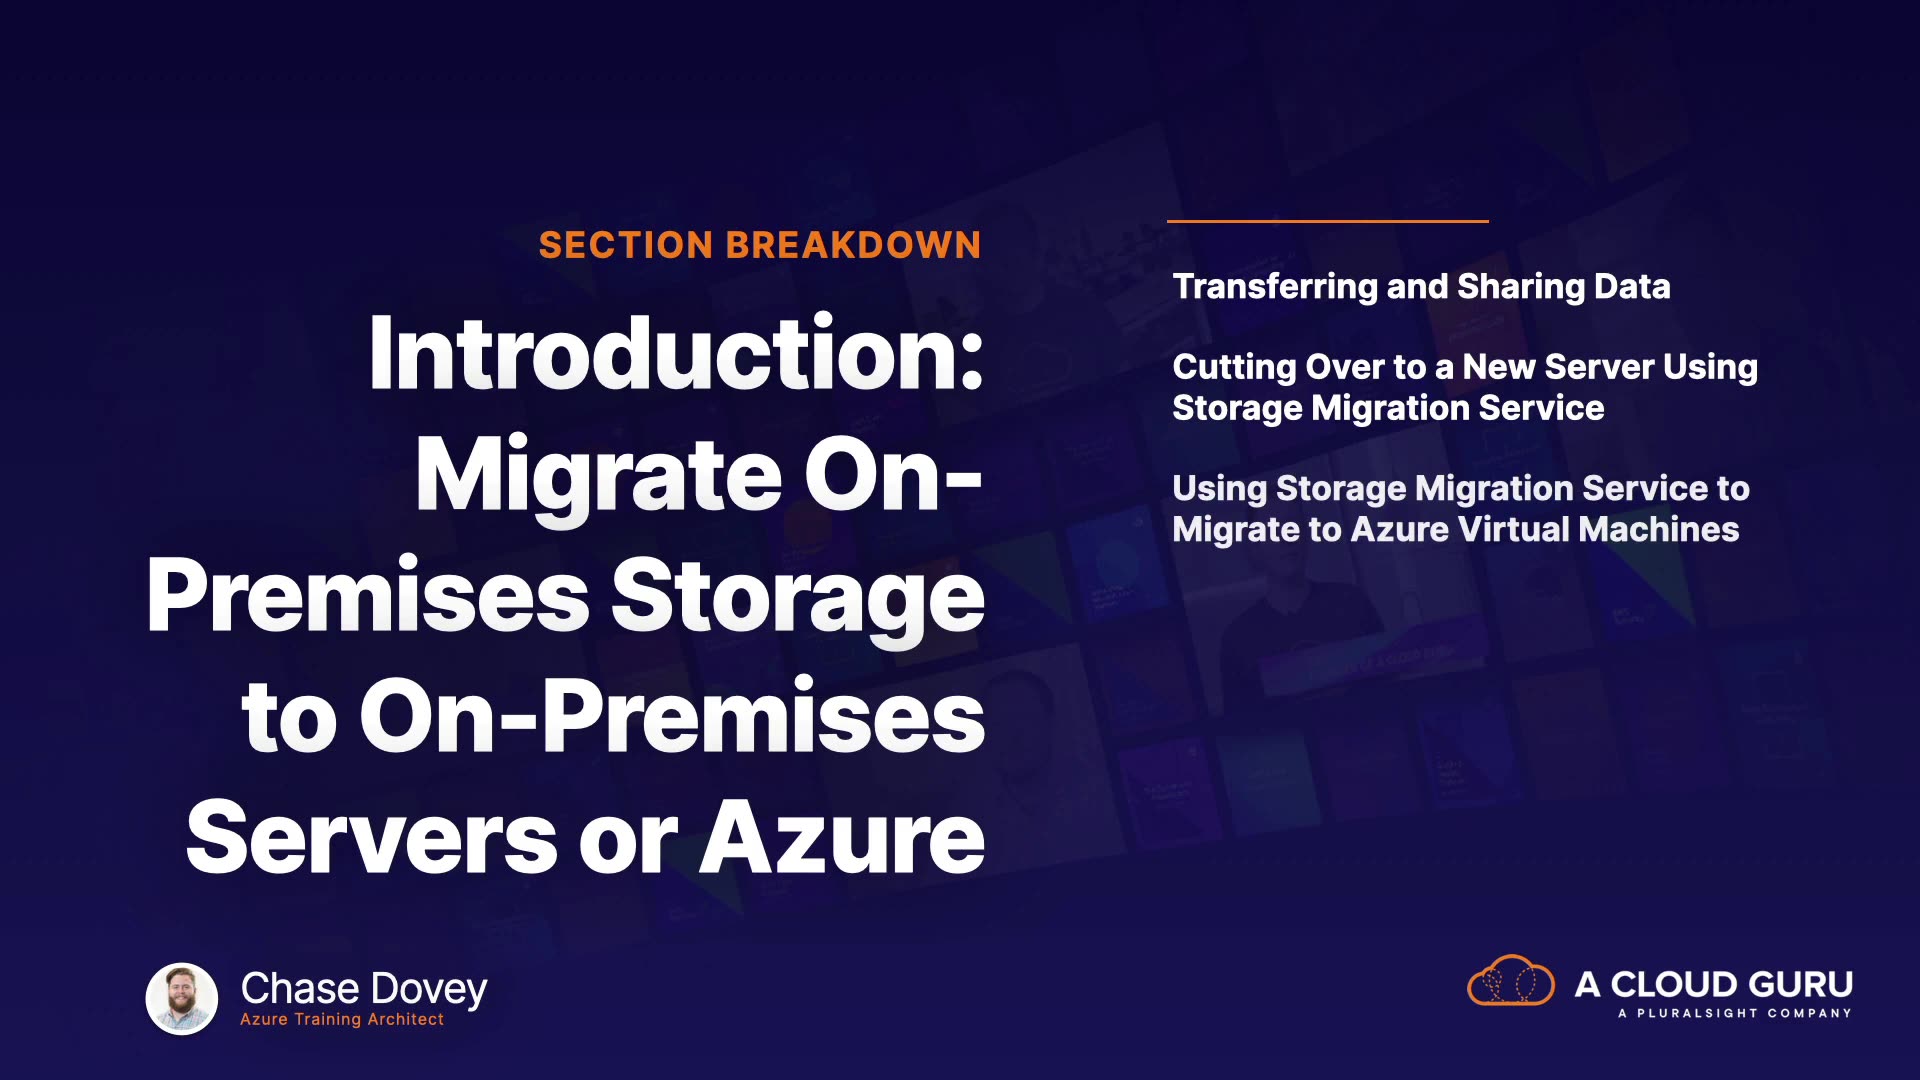 SECTION BREAKDOWN
Introduction:
Migrate On-
Premises Storage
to On-Premises
Servers or Azure
Transferring and Sharing Data
Cutting Over to a New Server Using
Storage Migration Service
Using Storage Migration Service to
Migrate to Azure Virtual Machines
Chase Dovey
Azure Training Architect
A CLOUD GURU
A PLURALSIGHT COMPANY